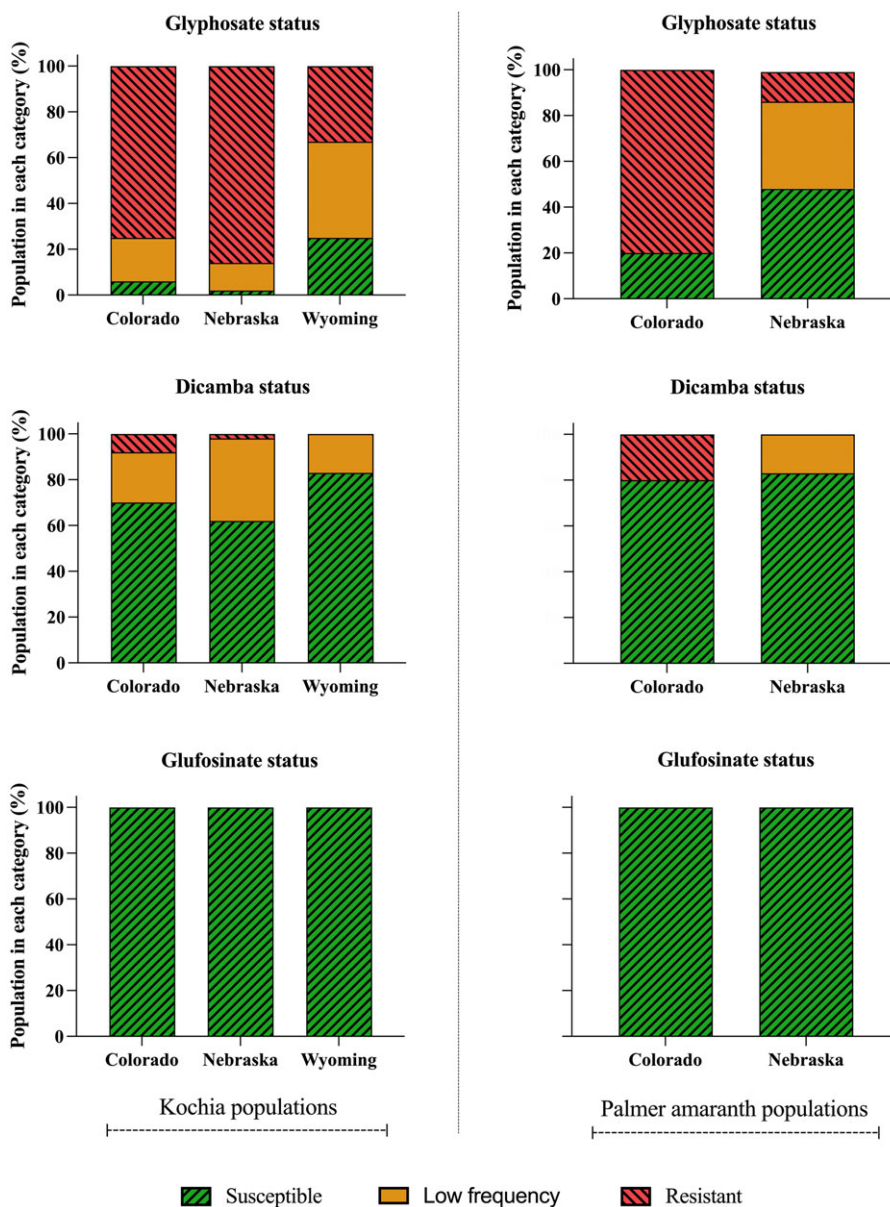 Glyphosate status
Population in each category (%)
100
80
60
40
20
0
Colorado Nebraska Wyoming
Glyphosate status
Population in each category (%)
100
80
60
40
20
0
Colorado Nebraska
Dicamba status
Population in each category (%)
100
80
60
40
20
0
Colorado Nebraska Wyoming
Dicamba status
Colorado Nebraska
Glufosinate status
Population in each category (%)
100
80
60
40
20
0
Colorado Nebraska Wyoming
Glufosinate status
Colorado Nebraska
Kochia populations
Palmer amaranth populations
Susceptible Low frequency Resistant